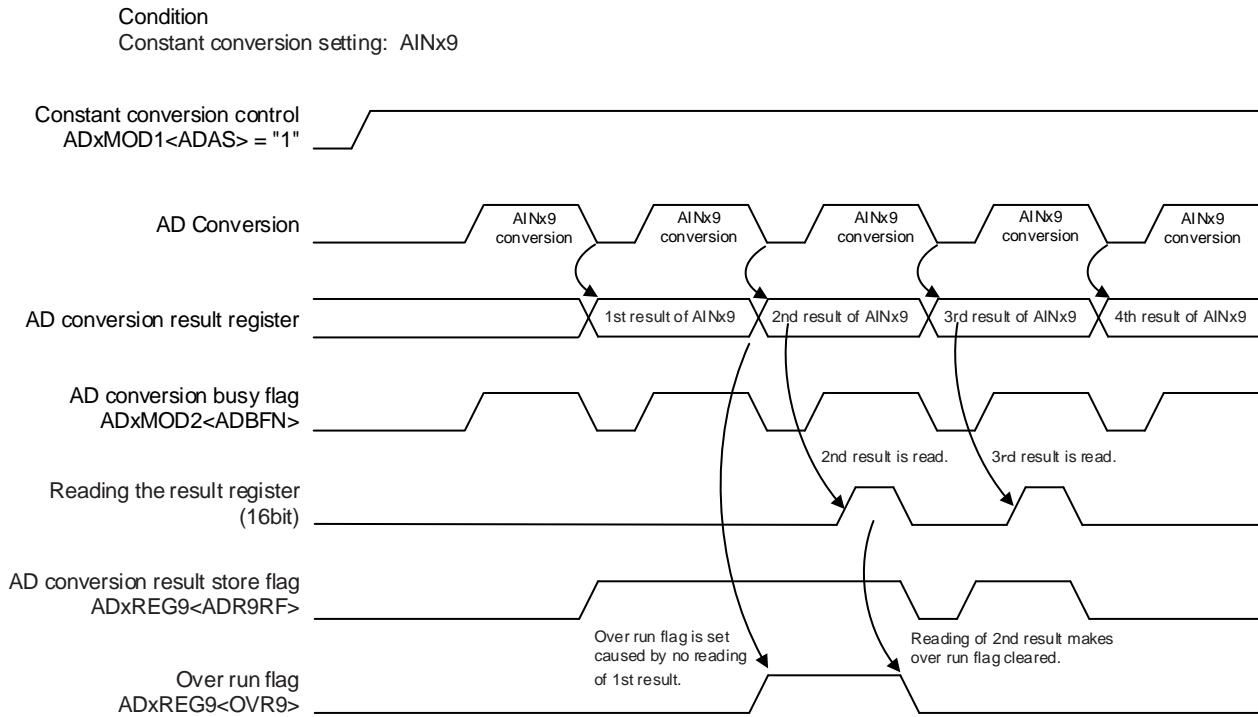 Condition
Constant conversion setting: AINx9
Constant conversion control
ADxMOD1<ADAS> = "1"
AD Conversion
AINx9
conversion
AINx9
conversion
AINx9
conversion
AINx9
conversion
AINx9
conversion
AD conversion result register
1st result of AINx9
2nd result of AINx9
3rd result of AINx9
4th result of AINx9
AD conversion busy flag
ADxMOD2<ADBFN>
2nd result is read.
3rd result is read.
Reading the result register
(16bit)
AD conversion result store flag
ADxREG9<ADR9RF>
Over run flag is set
caused by no reading
of 1st result.
Reading of 2nd result makes
over run flag cleared.
Over run flag
ADxREG9<OVR9>